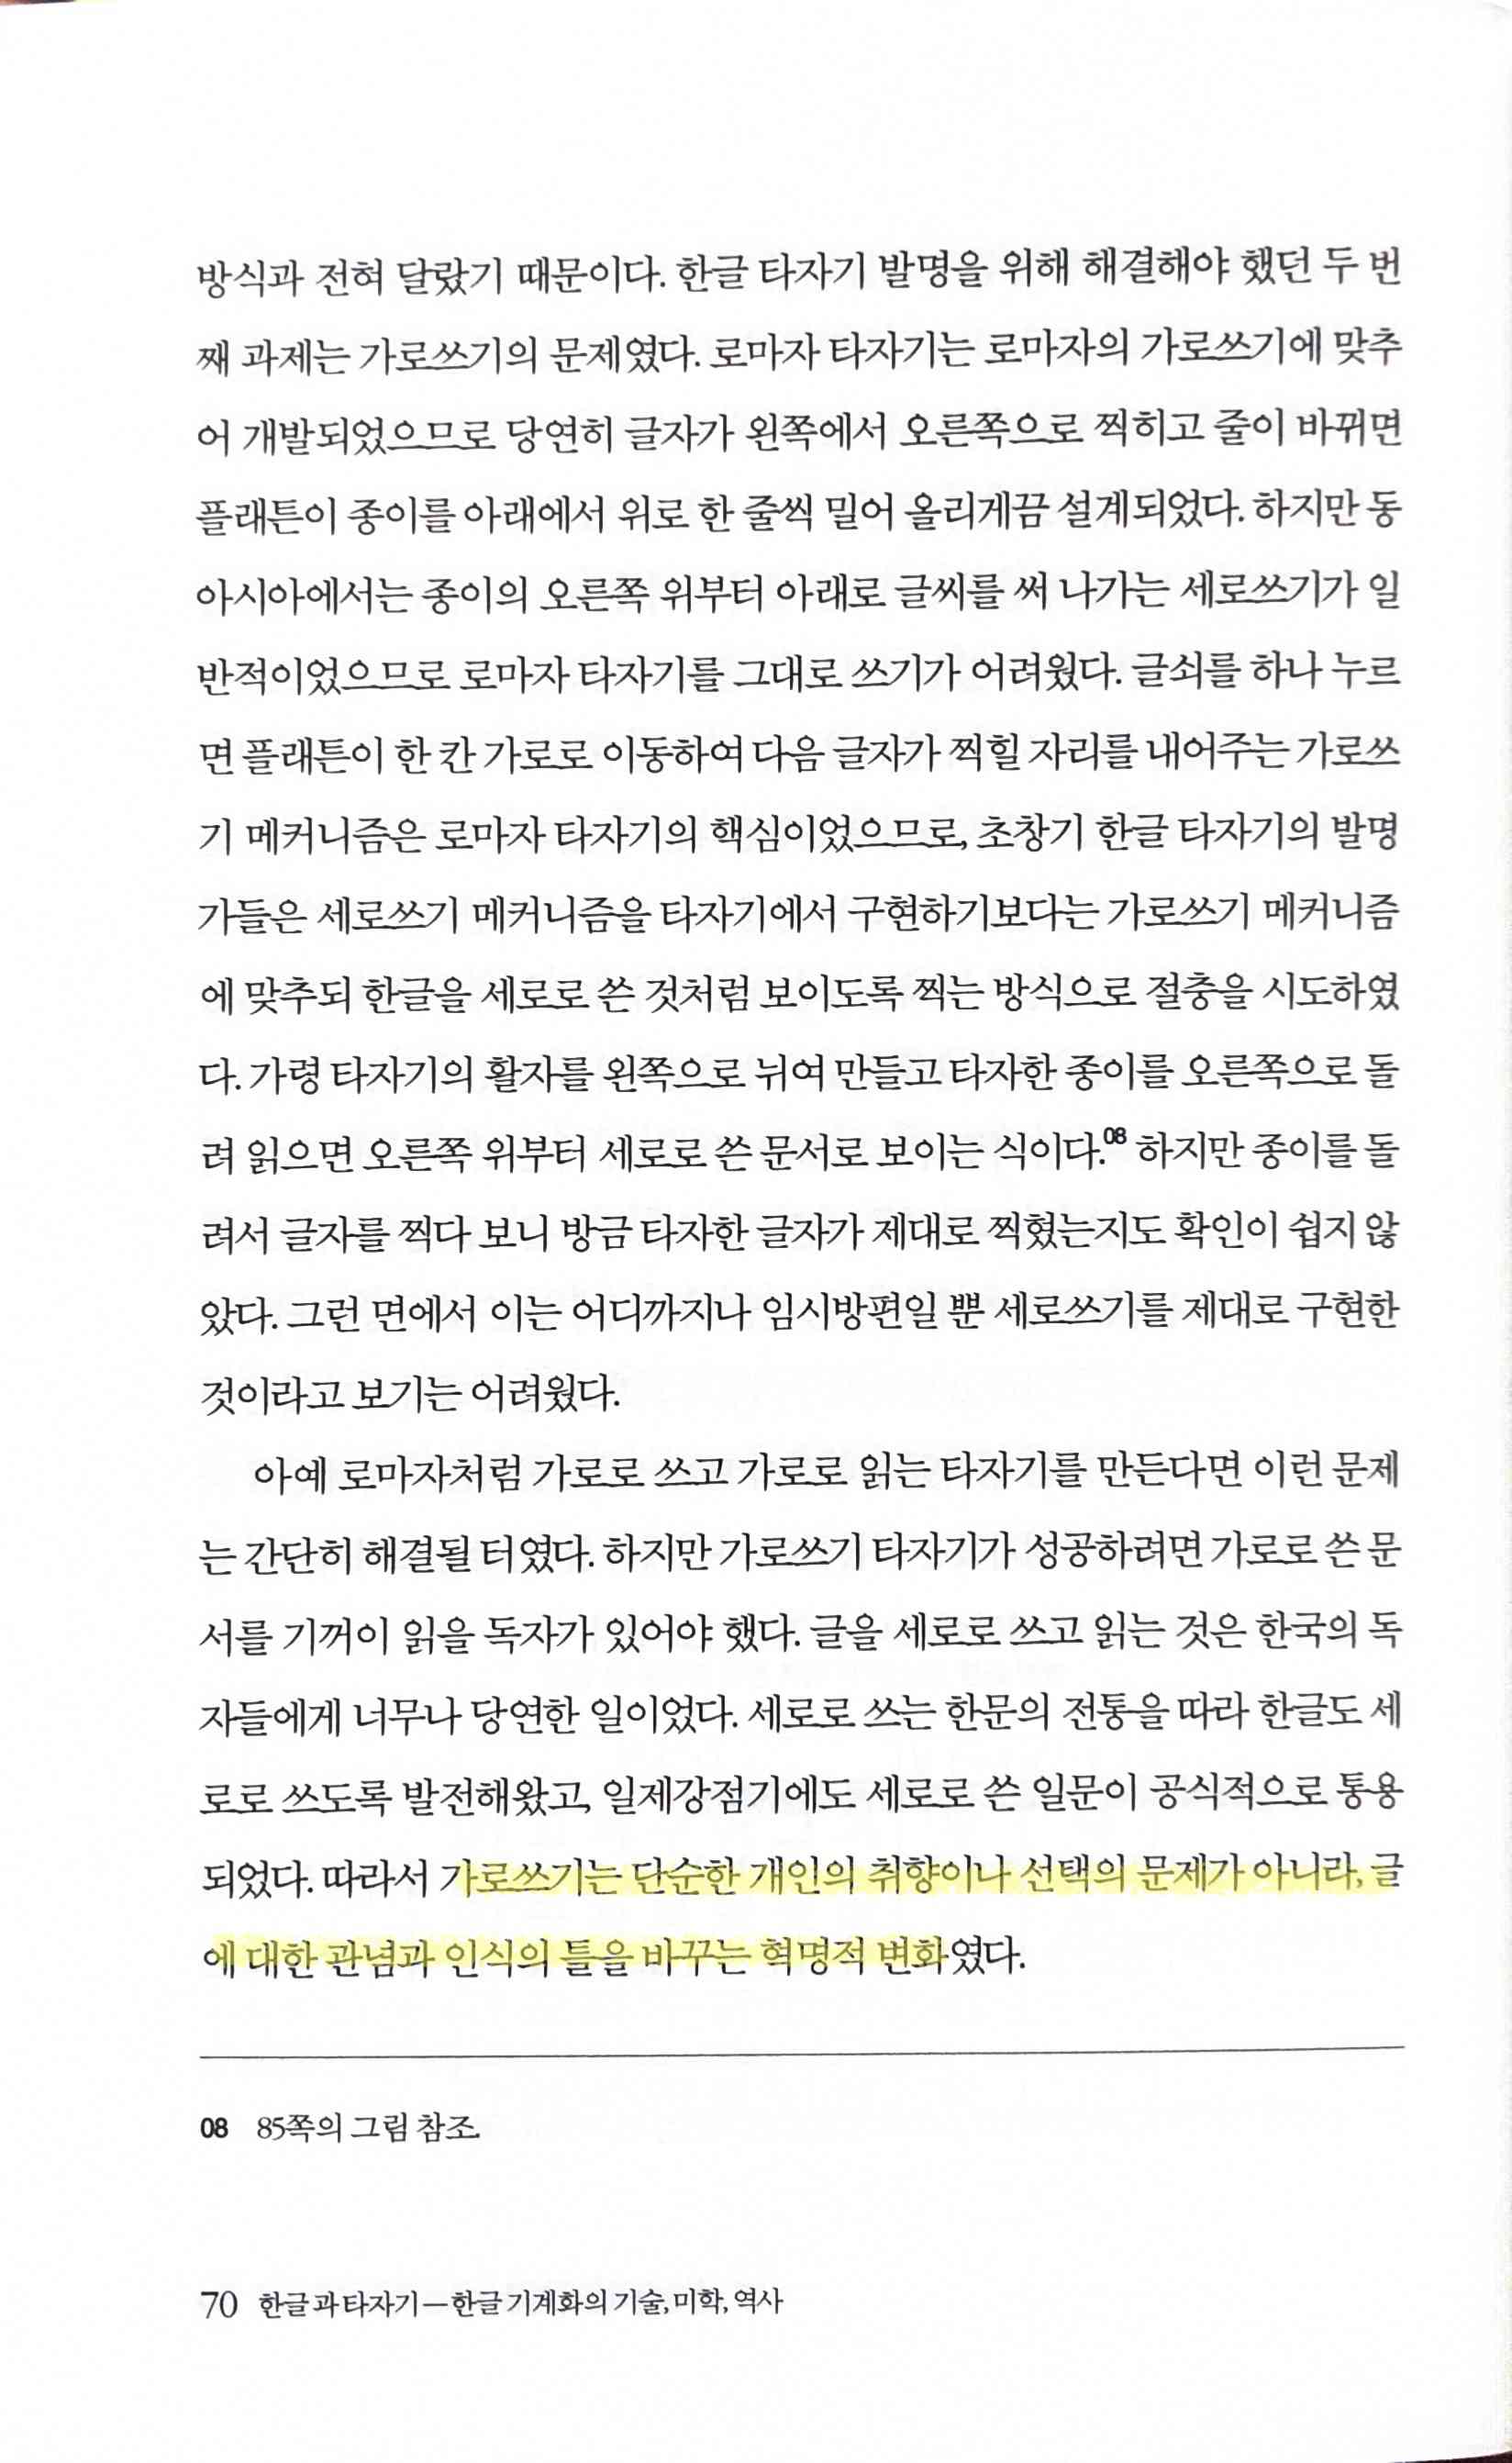 방식과 전혀 달랐기 때문이다. 한글 타자기 발명을 위해 해결해야 했던 두 번
째 과제는 가로쓰기의 문제였다. 로마자 타자기는 로마자의 가로쓰기에 맞추
어 개발되었으므로 당연히 글자가 왼쪽에서 오른쪽으로 찍히고 줄이 바뀌면
플래튼이 종이를 아래에서 위로 한 줄씩 밀어 올리게끔 설계되었다. 하지만 동
아시아에서는 종이의 오른쪽 위부터 아래로 글씨를 써 나가는 세로쓰기가 일
반적이었으므로 로마자 타자기를 그대로 쓰기가 어려웠다. 글쇠를 하나 누르
면 플래튼이 한 칸 가로로 이동하여 다음 글자가 찍힐 자리를 내어주는 가로쓰
기 메커니즘은 로마자 타자기의 핵심이었으므로, 초창기 한글 타자기의 발명
가들은 세로쓰기 메커니즘을 타자기에서 구현하기보다는 가로쓰기 메커니즘
에 맞추되 한글을 세로로 쓴 것처럼 보이도록 찍는 방식으로 절충을 시도하였
다. 가령 타자기의 활자를 왼쪽으로 뉘여 만들고 타자한 종이를 오른쪽으로 돌
려 읽으면 오른쪽 위부터 세로로 쓴 문서로 보이는 식이다.08 하지만 종이를 돌
려서 글자를 찍다 보니 방금 타자한 글자가 제대로 찍혔는지도 확인이 쉽지 않
았다. 그런 면에서 이는 어디까지나 임시방편일 뿐 세로쓰기를 제대로 구현한
것이라고 보기는 어려웠다.
아예 로마자처럼 가로로 쓰고 가로로 읽는 타자기를 만든다면 이런 문제
는 간단히 해결될 터였다. 하지만 가로쓰기 타자기가 성공하려면 가로로 쓴 문
서를 기꺼이 읽을 독자가 있어야 했다. 글을 세로로 쓰고 읽는 것은 한국의 독
자들에게 너무나 당연한 일이었다. 세로로 쓰는 한문의 전통을 따라 한글도 세
로로 쓰도록 발전해왔고, 일제강점기에도 세로로 쓴 일문이 공식적으로 통용
되었다. 따라서 가로쓰기는 단순한 개인의 취향이나 선택의 문제가 아니라, 글
에 대한 관념과 인식의 틀을 바꾸는 혁명적 변화였다.
08 85쪽의 그림 참조.
70 한글과 타자기—한글 기계화의 기술, 미학, 역사